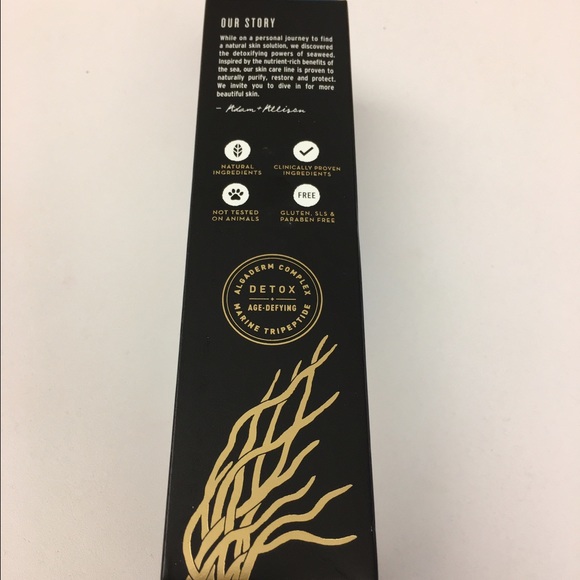 OUR STORY
While on a personal journey to find
a natural skin solution, we discovered
the detoxifying powers of seaweed.
Inspired by the nutrient-rich benefits of
the sea, our skin care line is proven to
naturally purify, restore and protect.
We invite you to dive in for more
beautiful skin.
– Adam + Allison
NATURAL
INGREDIENTS
CLINICALLY PROVEN
INGREDIENTS
NOT TESTED
ON ANIMALS
FREE
GLUTEN, SLS &
PARABEN FREE
ALGADERM COMPLEX
DETOX
AGE-DEFYING
MARINE TRIPEPTIDE